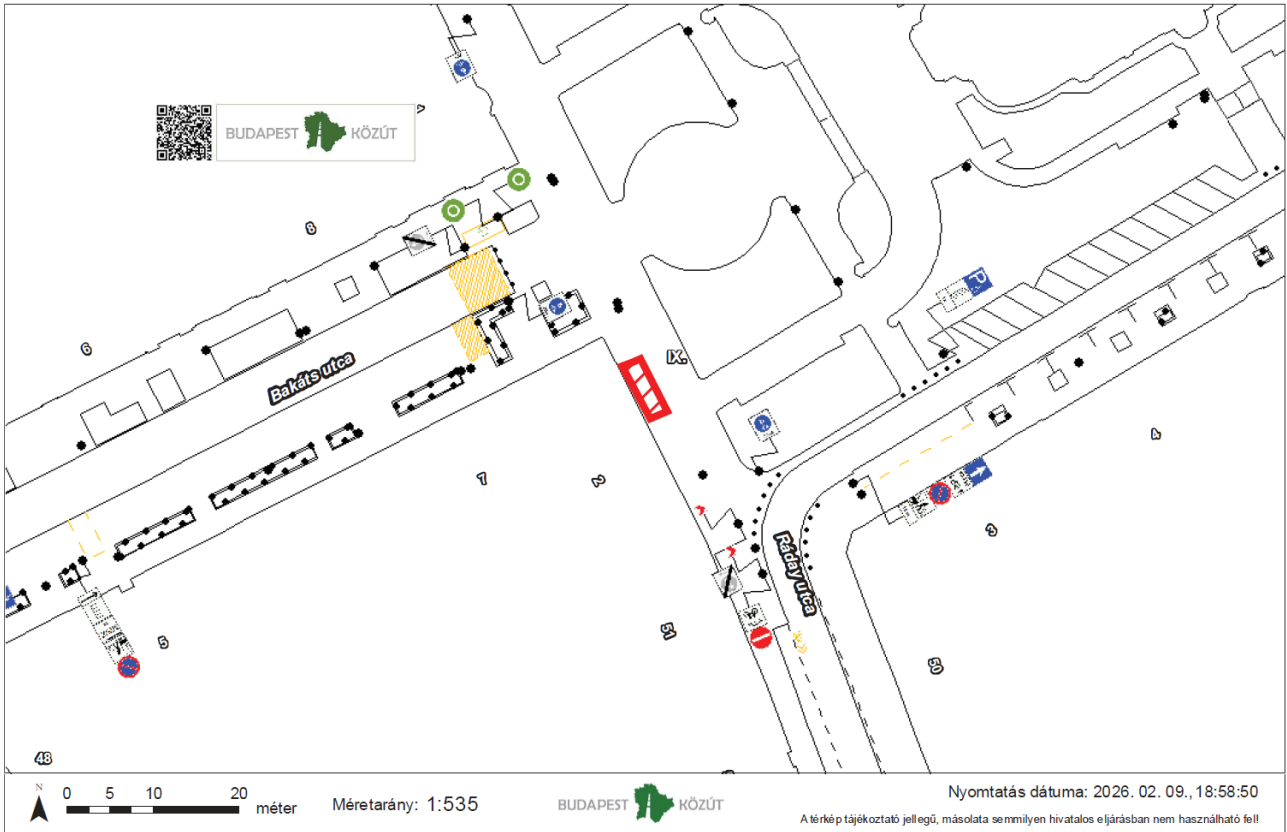 BUDAPEST KÖZÚT
8
6
IX.
Bakáts utca
4
7
2
3
Ráday utca
5
51
50
48
N
0 5 10 20
méter
Méretarány: 1:535
BUDAPEST KÖZÚT
Nyomtatás dátuma: 2026. 02. 09., 18:58:50
A térkép tájékoztató jellegű, másolata semmilyen hivatalos eljárásban nem használható fel!